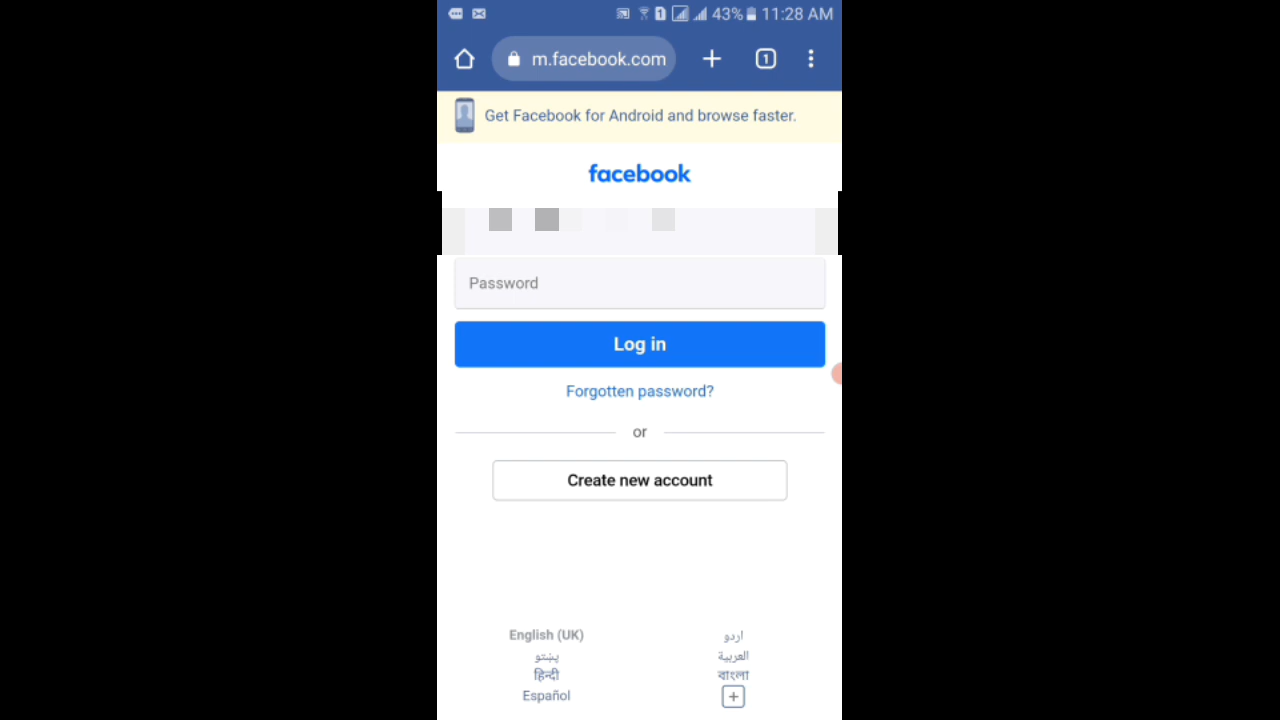 43% 11:28 AM
m.facebook.com
1
Get Facebook for Android and browse faster.
facebook
Password
Log in
Forgotten password?
or
Create new account
English (UK)
اردو
پښتو
العربية
हिन्दी
বাংলা
Español
+